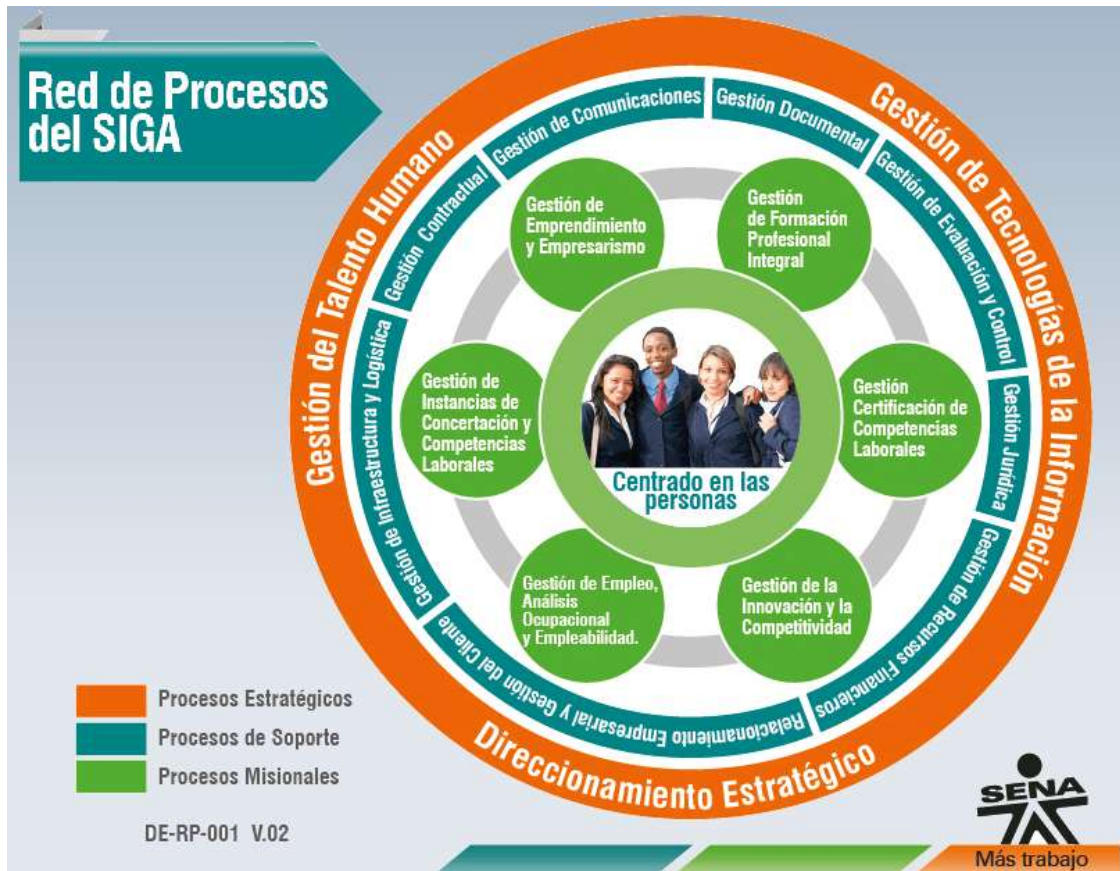 Red de Procesos
del SIGA
Gestión del Talento Humano
Gestión de Tecnologías de la Información
Direccionamiento Estratégico
Gestión de Comunicaciones
Gestión Documental
Gestión de Evaluación y Control
Gestión Jurídica
Gestión de Recursos Financieros
Relacionamiento Empresarial y Gestión del Cliente
Gestión de Infraestructura y Logística
Gestión Contractual
Gestión de
Emprendimiento
y Empresarismo
Gestión
de Formación
Profesional
Integral
Gestión de
Instancias de
Concertación y
Competencias
Laborales
Gestión
Certificación de
Competencias
Laborales
Centrado en las
personas
Gestión de Empleo,
Análisis
Ocupacional
y Empleabilidad.
Gestión de la
Innovación y la
Competitividad
Procesos Estratégicos
Procesos de Soporte
Procesos Misionales
DE-RP-001 V.02
SENA
Más trabajo